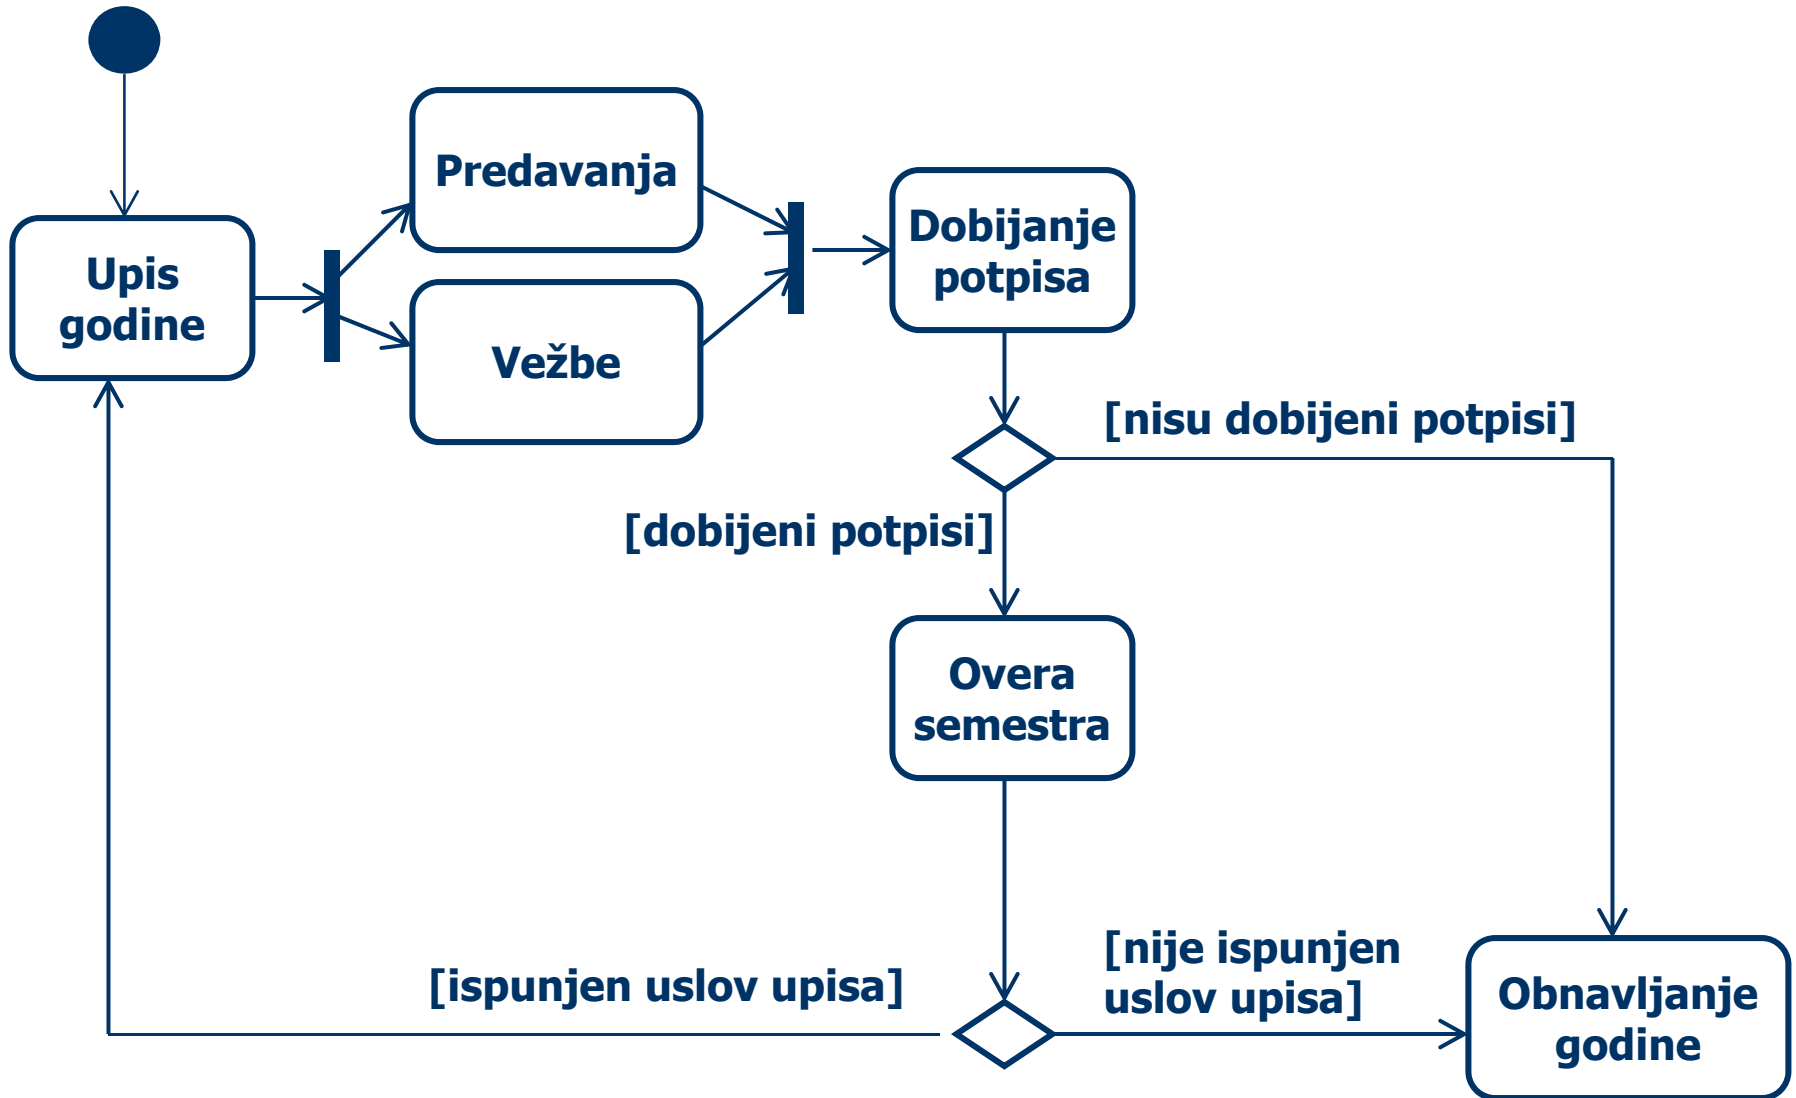 Predavanja
Dobijanje
potpisa
Upis
godine
Vežbe
[nisu dobijeni potpisi]
[dobijeni potpisi]
Overa
semestra
[nije ispunjen
uslov upisa]
[ispunjen uslov upisa]
Obnavljanje
godine